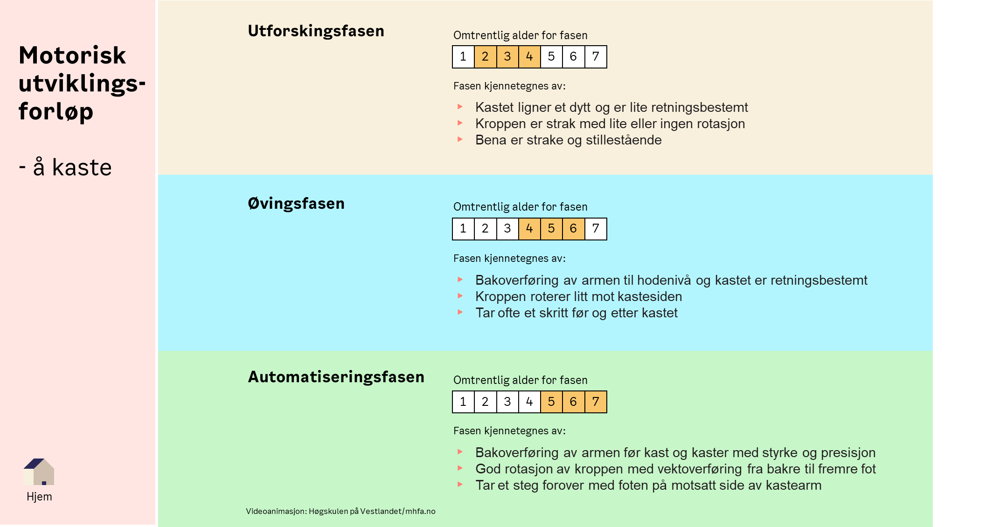 Motorisk
utviklings-
forløp
- å kaste
Hjem
Utforskingsfasen
Omtrentlig alder for fasen
1 2 3 4 5 6 7
Fasen kjennetegnes av:
Kastet ligner et dytt og er lite retningsbestemt
Kroppen er strak med lite eller ingen rotasjon
Bena er strake og stillestående
Øvingsfasen
Omtrentlig alder for fasen
1 2 3 4 5 6 7
Fasen kjennetegnes av:
Bakoverføring av armen til hodenivå og kastet er retningsbestemt
Kroppen roterer litt mot kastesiden
Tar ofte et skritt før og etter kastet
Automatiseringsfasen
Omtrentlig alder for fasen
1 2 3 4 5 6 7
Fasen kjennetegnes av:
Bakoverføring av armen før kast og kaster med styrke og presisjon
God rotasjon av kroppen med vektoverføring fra bakre til fremre fot
Tar et steg forover med foten på motsatt side av kastearm
Videoanimasjon: Høgskulen på Vestlandet/mhfa.no